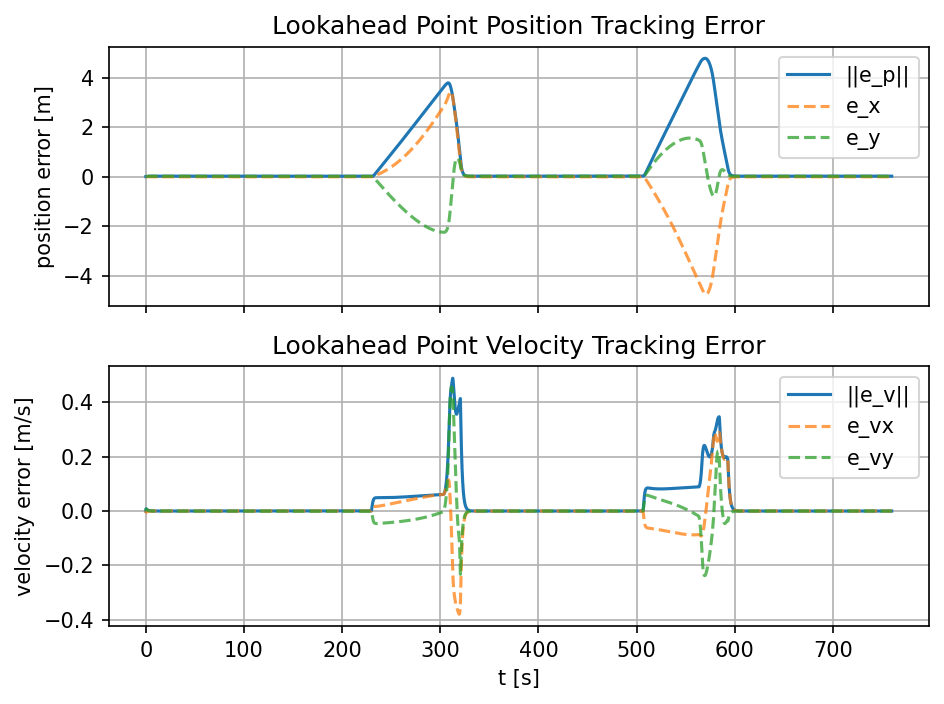 Lookahead Point Position Tracking Error
position error [m]
4
2
0
−2
−4
||e_p||
e_x
e_y
Lookahead Point Velocity Tracking Error
velocity error [m/s]
0.4
0.2
0.0
−0.2
−0.4
||e_v||
e_vx
e_vy
0 100 200 300 400 500 600 700
t [s]